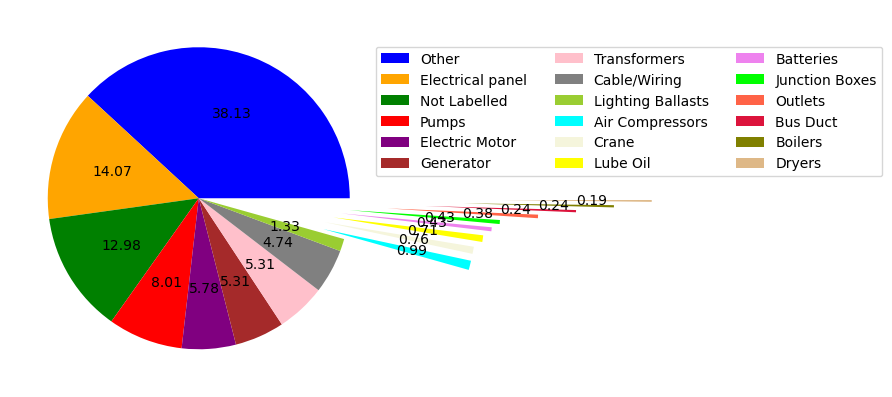 38.13
14.07
12.98
8.01
5.78
5.31
5.31
4.74
1.33
0.99
0.76
0.71
0.43
0.43
0.38
0.24
0.24
0.19
Other
Electrical panel
Not Labelled
Pumps
Electric Motor
Generator
Transformers
Cable/Wiring
Lighting Ballasts
Air Compressors
Crane
Lube Oil
Batteries
Junction Boxes
Outlets
Bus Duct
Boilers
Dryers